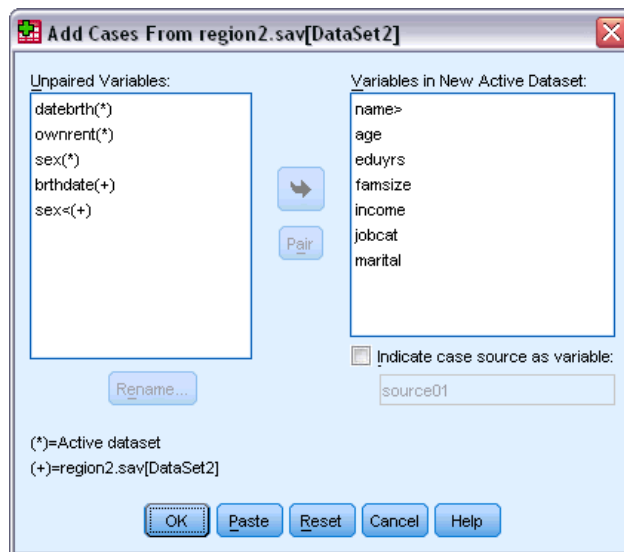 Add Cases From region2.sav[DataSet2]
Unpaired Variables:
datebrth(*)
ownrent(*)
sex(*)
brthdate(+)
sex<(+)
Pair
Rename...
Variables in New Active Dataset:
name>
age
eduyrs
famsize
income
jobcat
marital
Indicate case source as variable:
source01
(*)=Active dataset
(+)=region2.sav[DataSet2]
OK
Paste
Reset
Cancel
Help